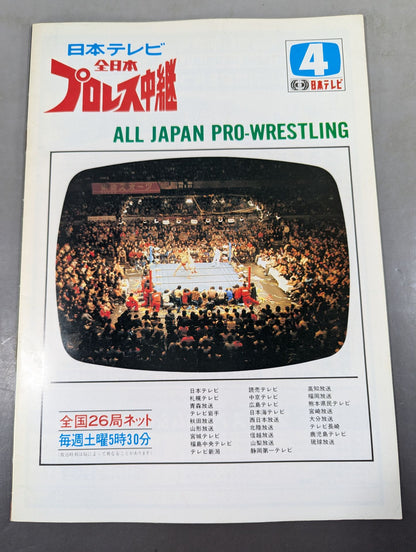 日本テレビ
全日本
プロレス中継
4
日本テレビ
ALL JAPAN PRO-WRESTLING
日本テレビ
札幌テレビ
青森放送
テレビ岩手
秋田放送
山形放送
宮城テレビ
福島中央テレビ
テレビ新潟
読売テレビ
中京テレビ
広島テレビ
日本海テレビ
西日本放送
北陸放送
信越放送
山梨放送
静岡第一テレビ
高知放送
福岡放送
熊本県民テレビ
宮崎放送
大分放送
テレビ長崎
鹿児島テレビ
琉球放送
全国26局ネット
毎週土曜5時30分